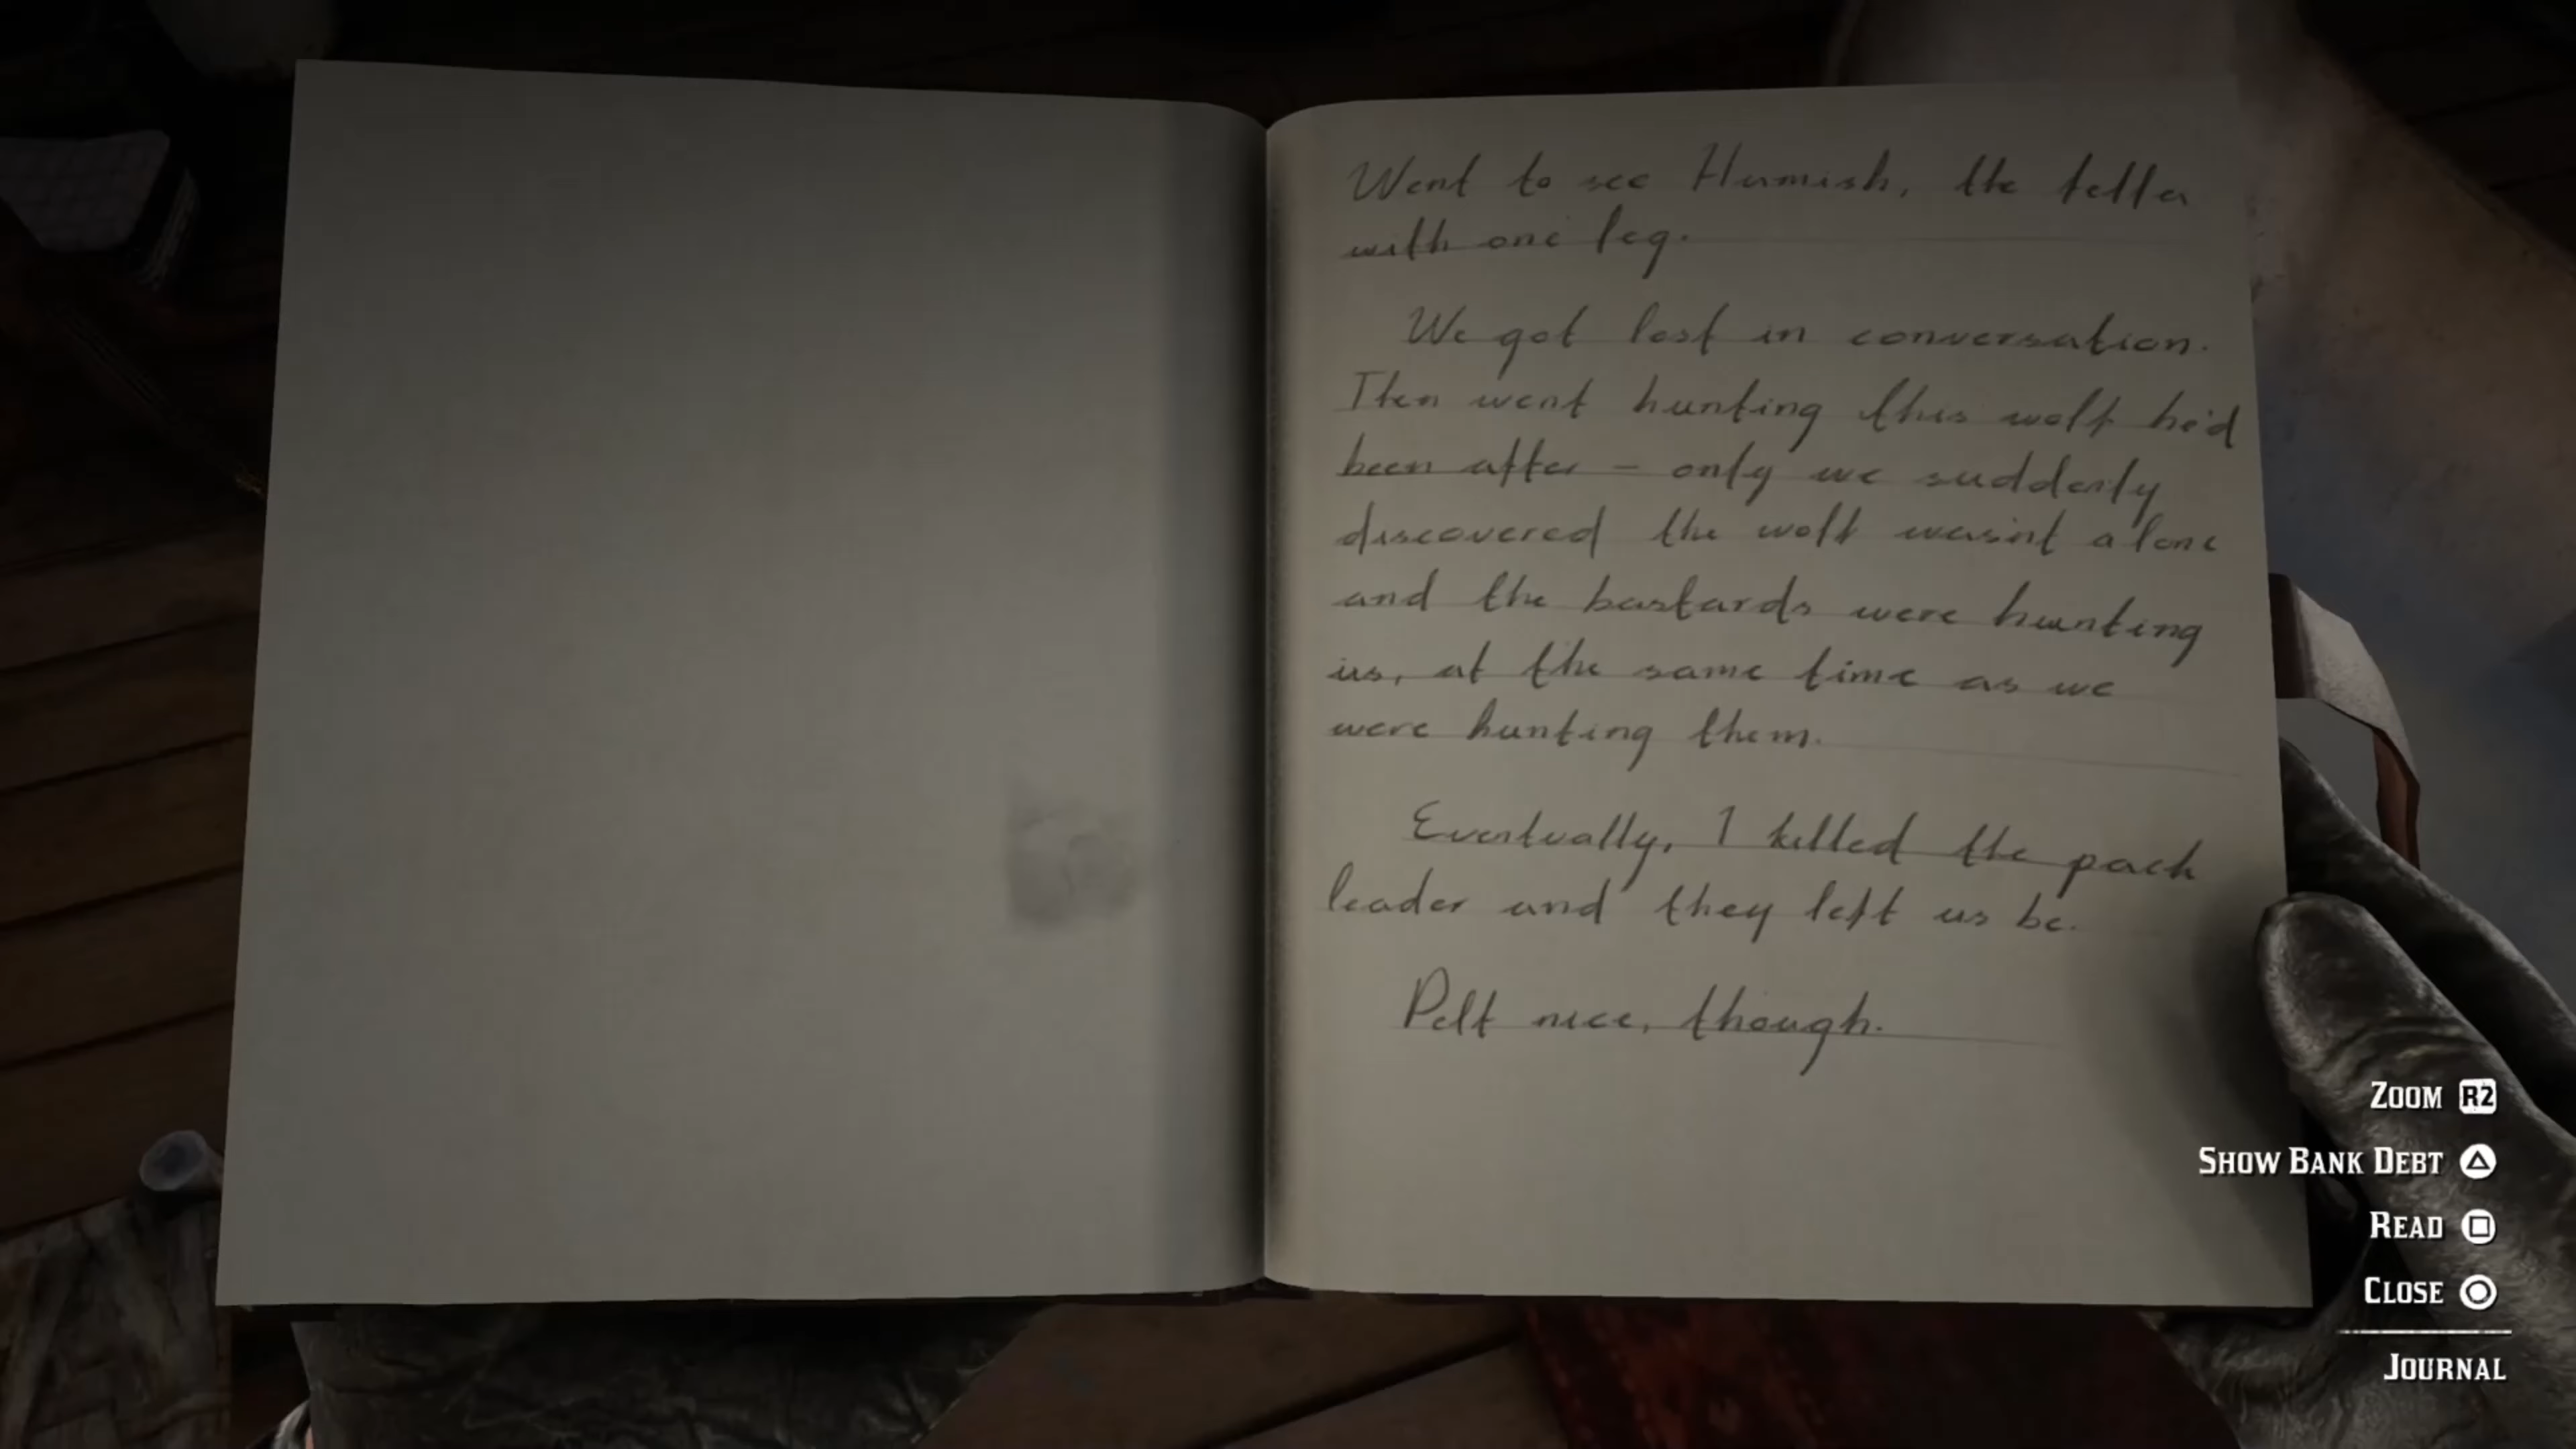 Went to see Hamish, the feller
with one leg.
We got lost in conversation.
Then went hunting this wolf he'd
been after – only we suddenly
discovered the wolf wasn't alone
and the bastards were hunting
us, at the same time as we
were hunting them.
Eventually, I killed the pack
leader and they left us be.
Pelt nice, though.
ZOOM R2
SHOW BANK DEBT
READ
CLOSE
JOURNAL